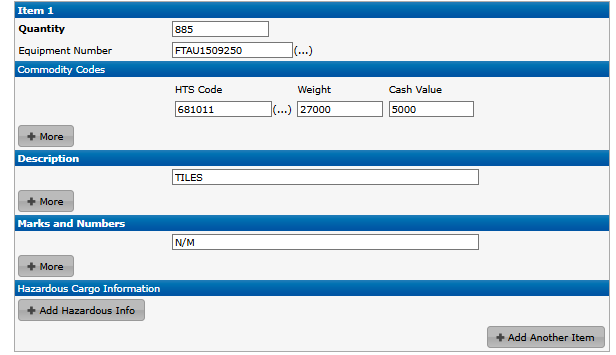 Item 1
Quantity 885
Equipment Number FTAU1509250 (...)
Commodity Codes
HTS Code Weight Cash Value
681011 (...) 27000 5000
+ More
Description
TILES
+ More
Marks and Numbers
N/M
+ More
Hazardous Cargo Information
+ Add Hazardous Info
+ Add Another Item